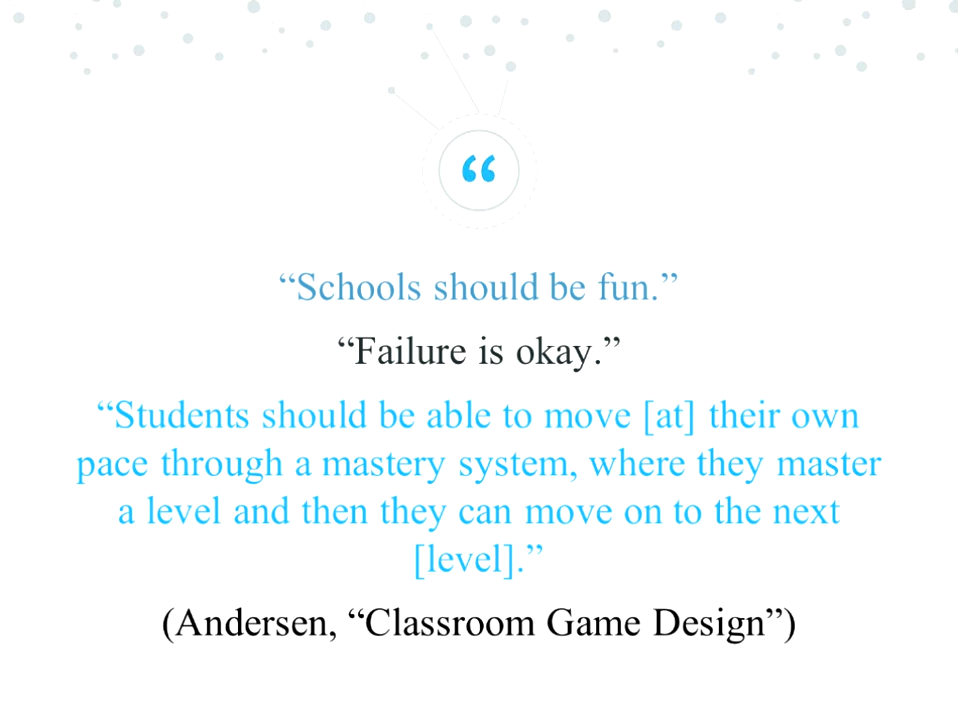 “
“Schools should be fun.”
“Failure is okay.”
“Students should be able to move [at] their own
pace through a mastery system, where they master
a level and then they can move on to the next
[level].”
(Andersen, “Classroom Game Design”)